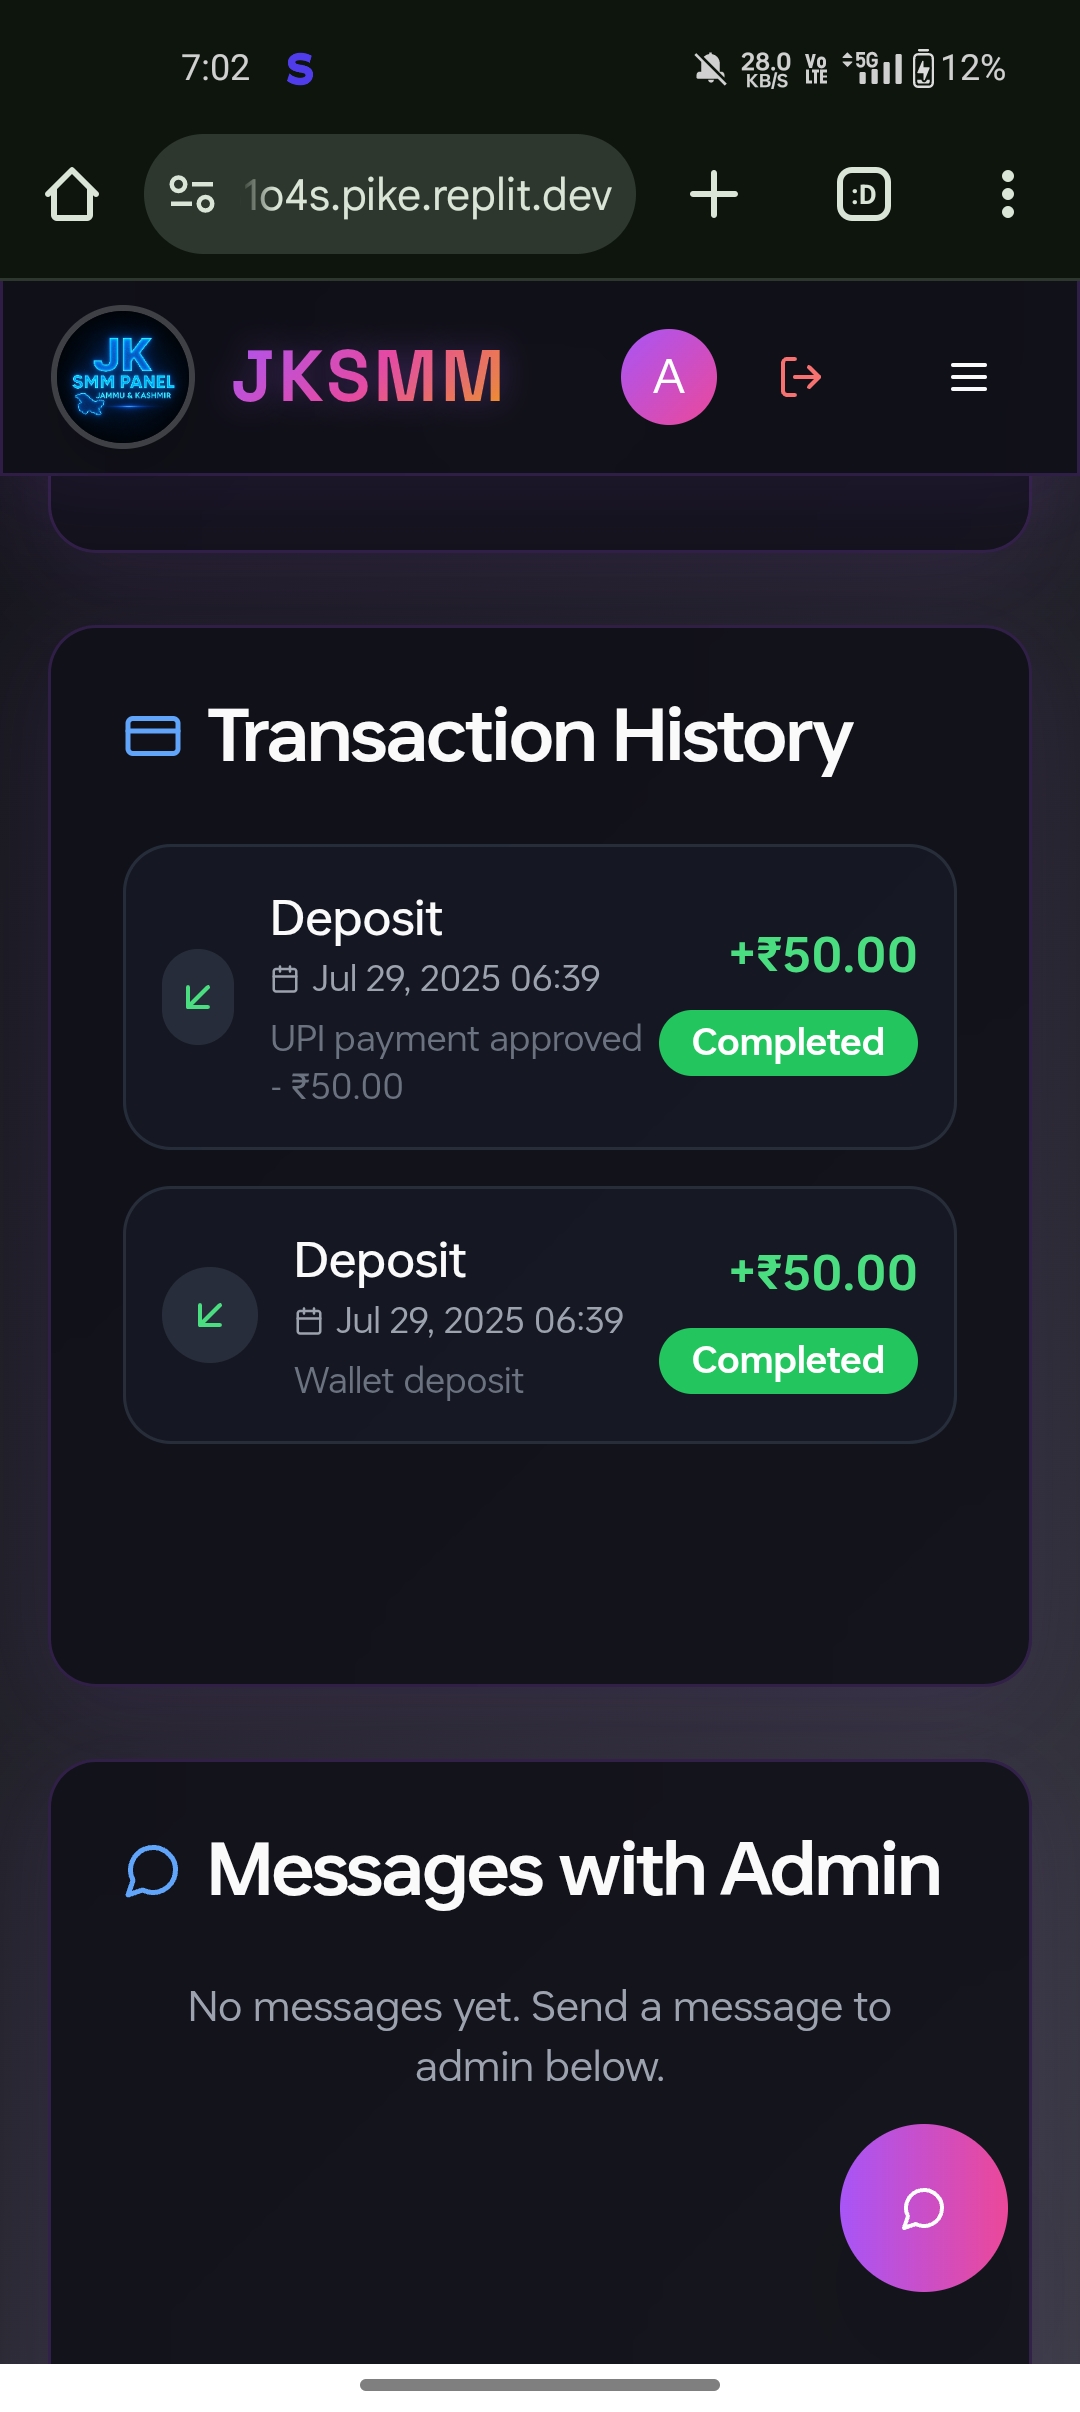 7:02
S
28.0
KB/S
Vo
LTE
5G
12%
1o4s.pike.replit.dev
:D
JK
SMM PANEL
JAMMU & KASHMIR
JKSMM
A
Transaction History
Deposit
Jul 29, 2025 06:39
UPI payment approved
- ₹50.00
+₹50.00
Completed
Deposit
Jul 29, 2025 06:39
Wallet deposit
+₹50.00
Completed
Messages with Admin
No messages yet. Send a message to
admin below.